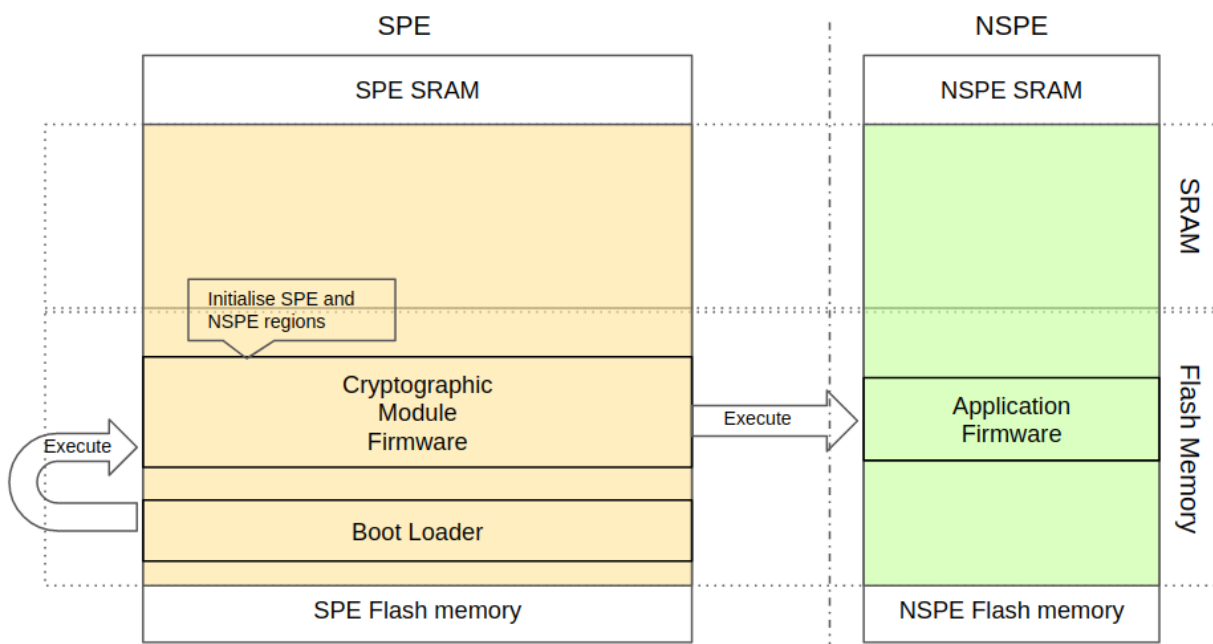 SPE
NSPE
SPE SRAM
NSPE SRAM
SRAM
Initialise SPE and
NSPE regions
Cryptographic
Module
Firmware
Execute
Execute
Application
Firmware
Flash Memory
Boot Loader
SPE Flash memory
NSPE Flash memory